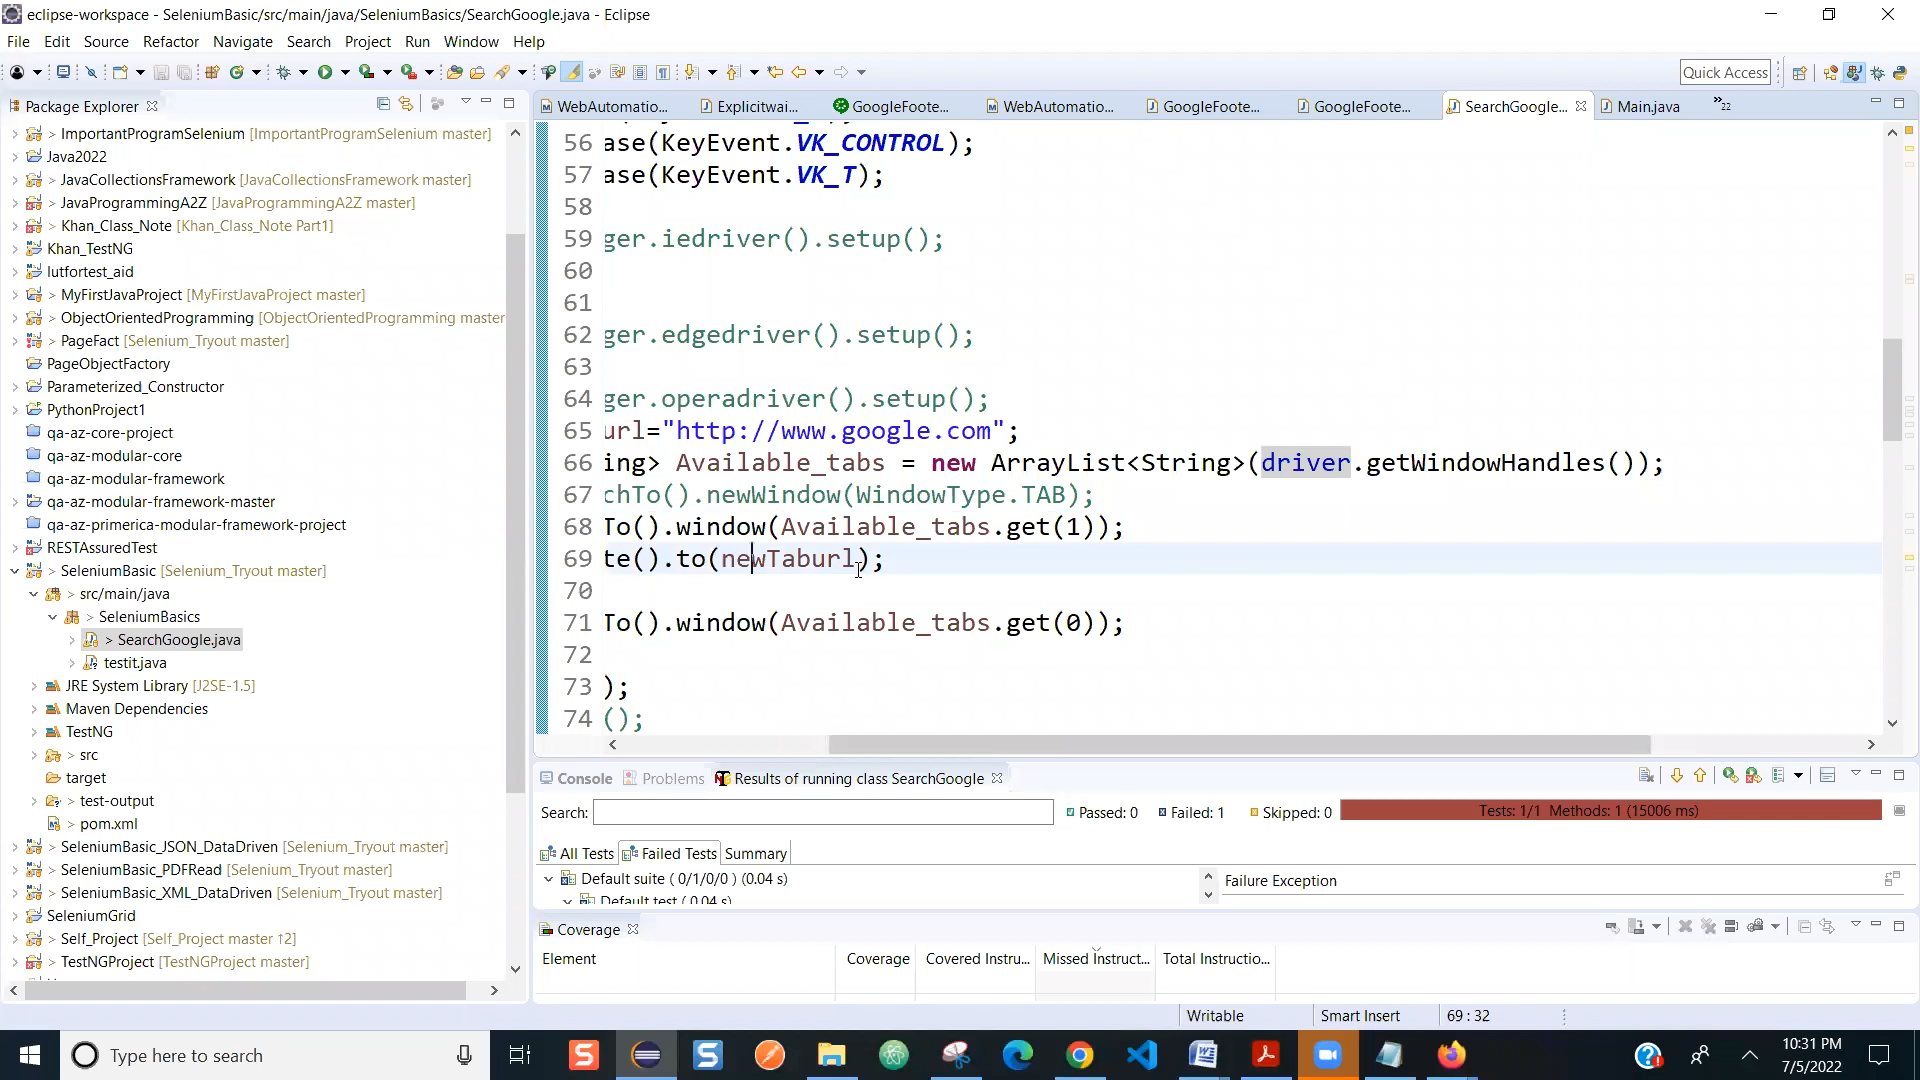 eclipse-workspace - SeleniumBasic/src/main/java/SeleniumBasics/SearchGoogle.java - Eclipse
File Edit Source Refactor Navigate Search Project Run Window Help
Quick Access
Package Explorer
WebAutomatio... Explicitwai... GoogleFoote... WebAutomatio... GoogleFoote... GoogleFoote... SearchGoogle... Main.java »22
> ImportantProgramSelenium [ImportantProgramSelenium master]
Java2022
> JavaCollectionsFramework [JavaCollectionsFramework master]
> JavaProgrammingA2Z [JavaProgrammingA2Z master]
> Khan_Class_Note [Khan_Class_Note Part1]
Khan_TestNG
lutfortest_aid
> MyFirstJavaProject [MyFirstJavaProject master]
> ObjectOrientedProgramming [ObjectOrientedProgramming master
> PageFact [Selenium_Tryout master]
PageObjectFactory
Parameterized_Constructor
PythonProject1
qa-az-core-project
qa-az-modular-core
qa-az-modular-framework
qa-az-modular-framework-master
qa-az-primerica-modular-framework-project
RESTAssuredTest
> SeleniumBasic [Selenium_Tryout master]
> src/main/java
> SeleniumBasics
> SearchGoogle.java
testit.java
JRE System Library [J2SE-1.5]
Maven Dependencies
TestNG
> src
target
> test-output
> pom.xml
> SeleniumBasic_JSON_DataDriven [Selenium_Tryout master]
> SeleniumBasic_PDFRead [Selenium_Tryout master]
> SeleniumBasic_XML_DataDriven [Selenium_Tryout master]
SeleniumGrid
> Self_Project [Self_Project master ↑2]
> TestNGProject [TestNGProject master]
56 ase(KeyEvent.VK_CONTROL);
57 ase(KeyEvent.VK_T);
58
59 ger.iedriver().setup();
60
61
62 ger.edgedriver().setup();
63
64 ger.operadriver().setup();
65 url="http://www.google.com";
66 ing> Available_tabs = new ArrayList<String>(driver.getWindowHandles());
67 chTo().newWindow(WindowType.TAB);
68 To().window(Available_tabs.get(1));
69 te().to(newTaburl);
70
71 To().window(Available_tabs.get(0));
72
73 );
74 ();
Console Problems Results of running class SearchGoogle
Search: Passed: 0 Failed: 1 Skipped: 0 Tests: 1/1 Methods: 1 (15006 ms)
All Tests Failed Tests Summary
Default suite ( 0/1/0/0 ) (0.04 s)
Default test ( 0.04 s)
Failure Exception
Coverage
Element Coverage Covered Instru... Missed Instruct... Total Instructio...
Writable Smart Insert 69 : 32
Type here to search
10:31 PM
7/5/2022